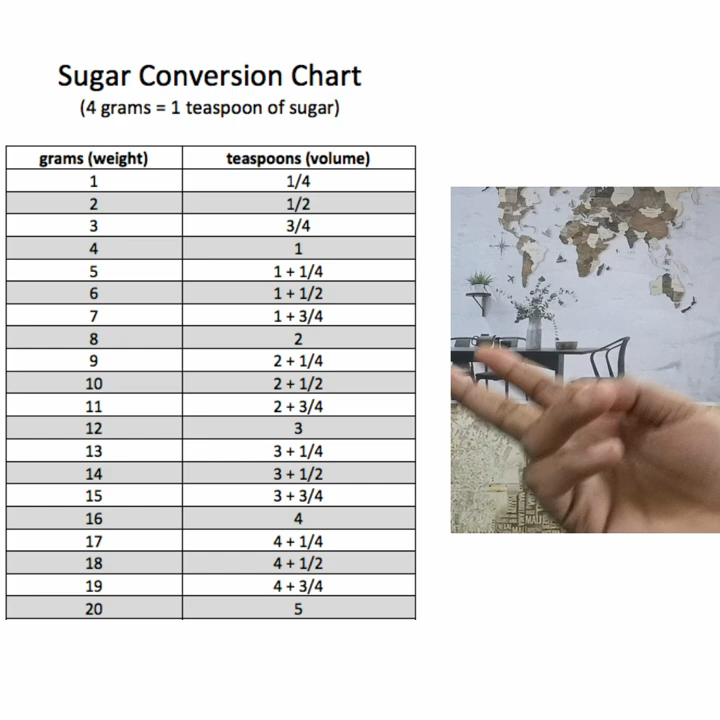 Sugar Conversion Chart
(4 grams = 1 teaspoon of sugar)
grams (weight) teaspoons (volume)
1 1/4
2 1/2
3 3/4
4 1
5 1 + 1/4
6 1 + 1/2
7 1 + 3/4
8 2
9 2 + 1/4
10 2 + 1/2
11 2 + 3/4
12 3
13 3 + 1/4
14 3 + 1/2
15 3 + 3/4
16 4
17 4 + 1/4
18 4 + 1/2
19 4 + 3/4
20 5